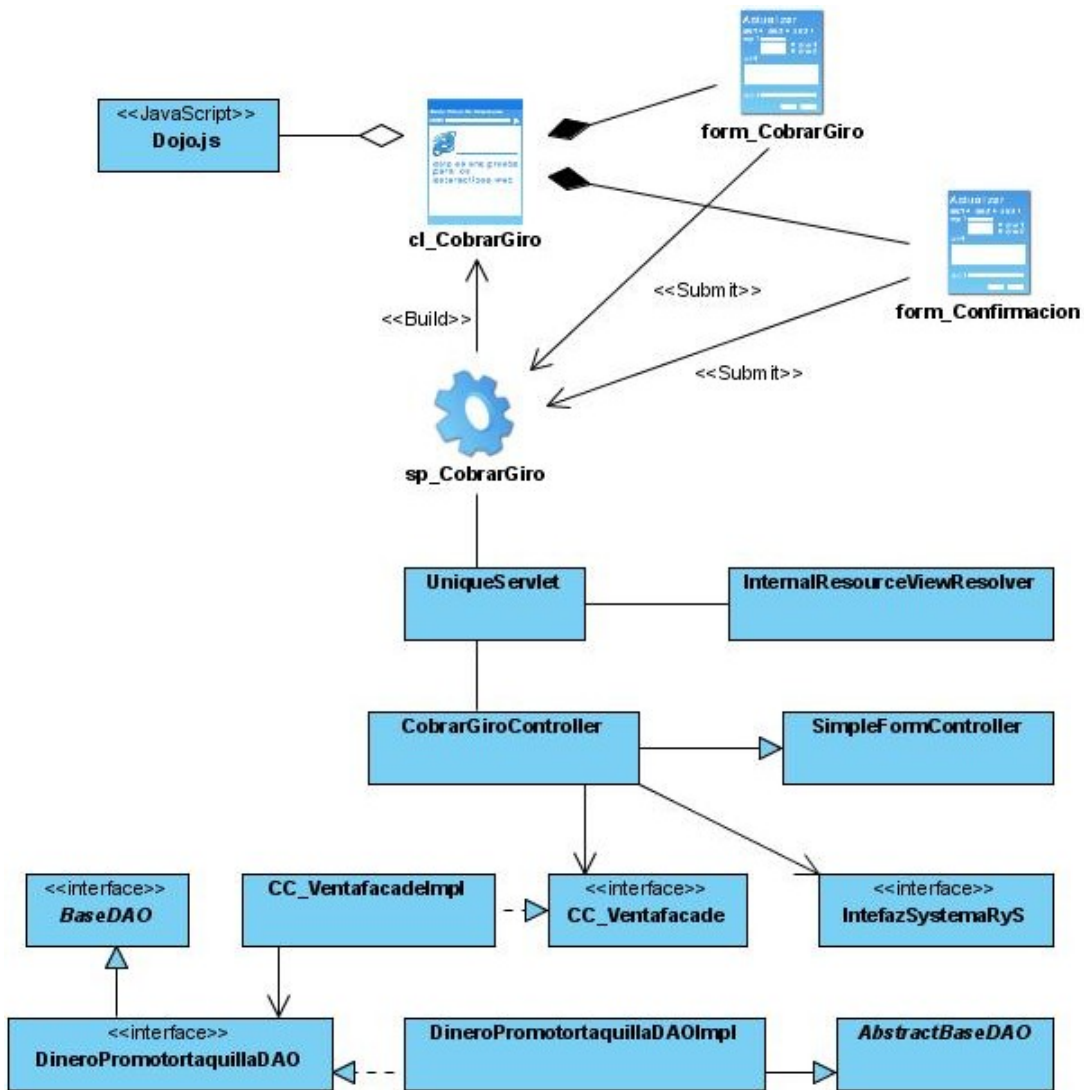 Actualizar
form_CobrarGiro
<<JavaScript>>
Dojo.js
cl_CobrarGiro
Actualizar
form_Confirmacion
<<Submit>>
<<Build>>
<<Submit>>
sp_CobrarGiro
UniqueServlet
InternalResourceViewResolver
CobrarGiroController
SimpleFormController
<<interface>>
BaseDAO
CC_VentafacadeImpl
<<interface>>
CC_Ventafacade
<<interface>>
IntefazSystemaRyS
<<interface>>
DineroPromotortaquillaDAO
DineroPromotortaquillaDAOImpl
AbstractBaseDAO